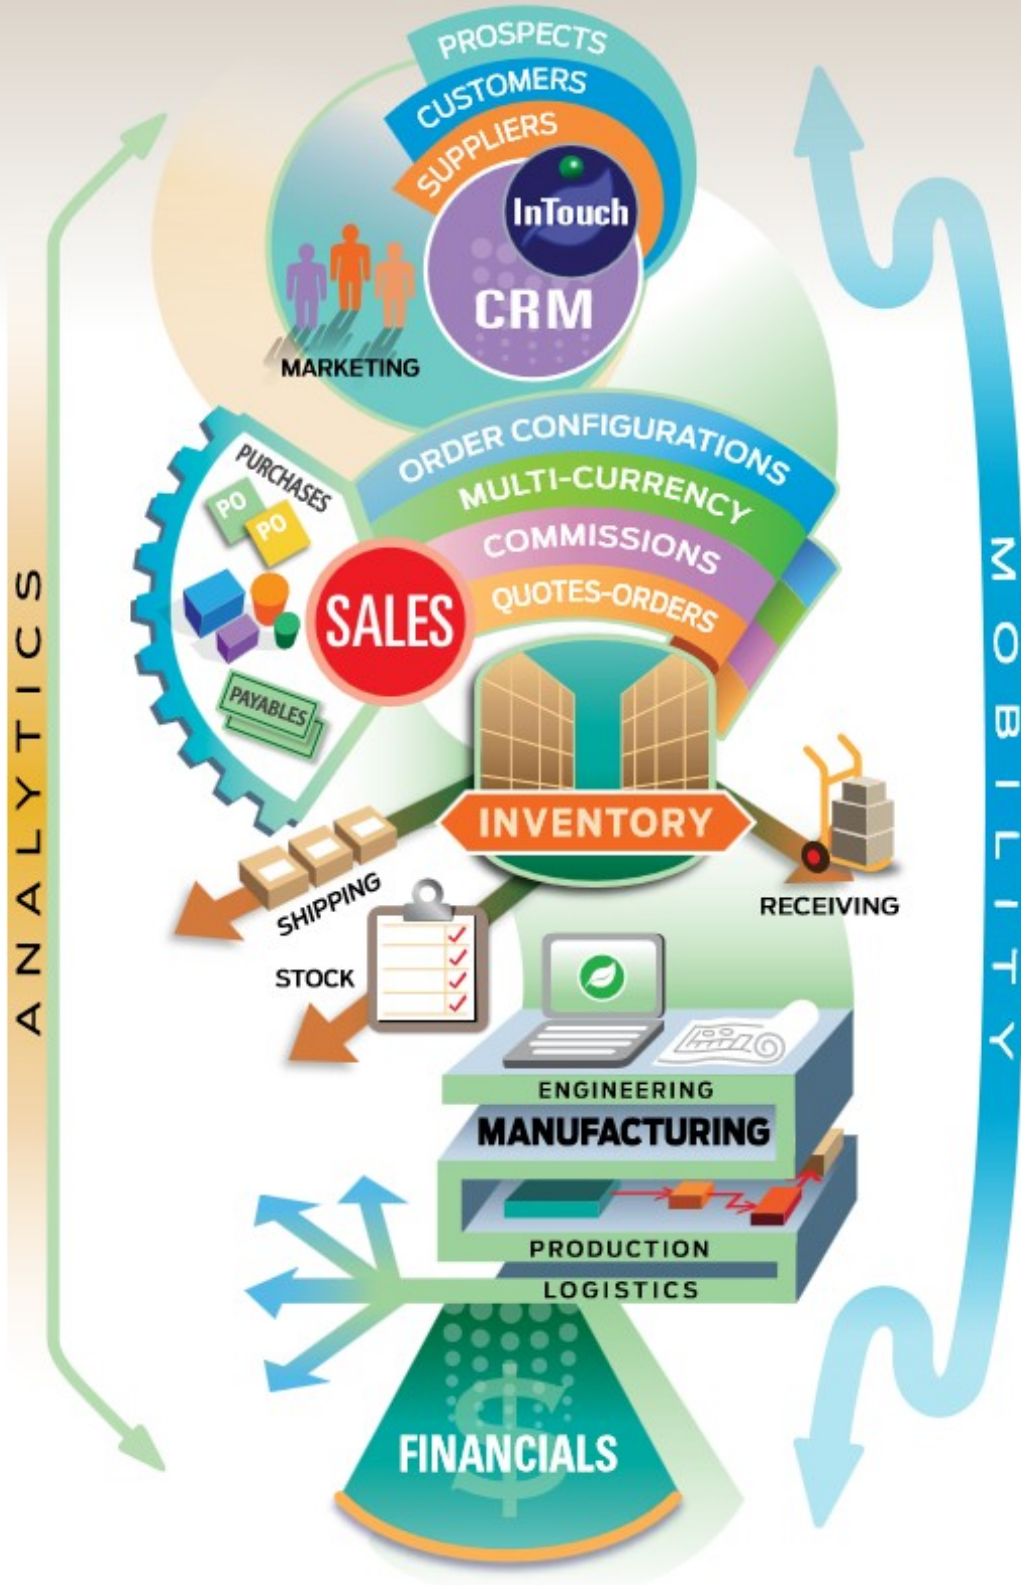 PROSPECTS
CUSTOMERS
SUPPLIERS
InTouch
CRM
MARKETING
ORDER CONFIGURATIONS
MULTI-CURRENCY
COMMISSIONS
QUOTES-ORDERS
PURCHASES
PO
PO
SALES
PAYABLES
INVENTORY
SHIPPING
RECEIVING
STOCK
ENGINEERING
MANUFACTURING
PRODUCTION
LOGISTICS
$
FINANCIALS
ANALYTICS
MOBILITY